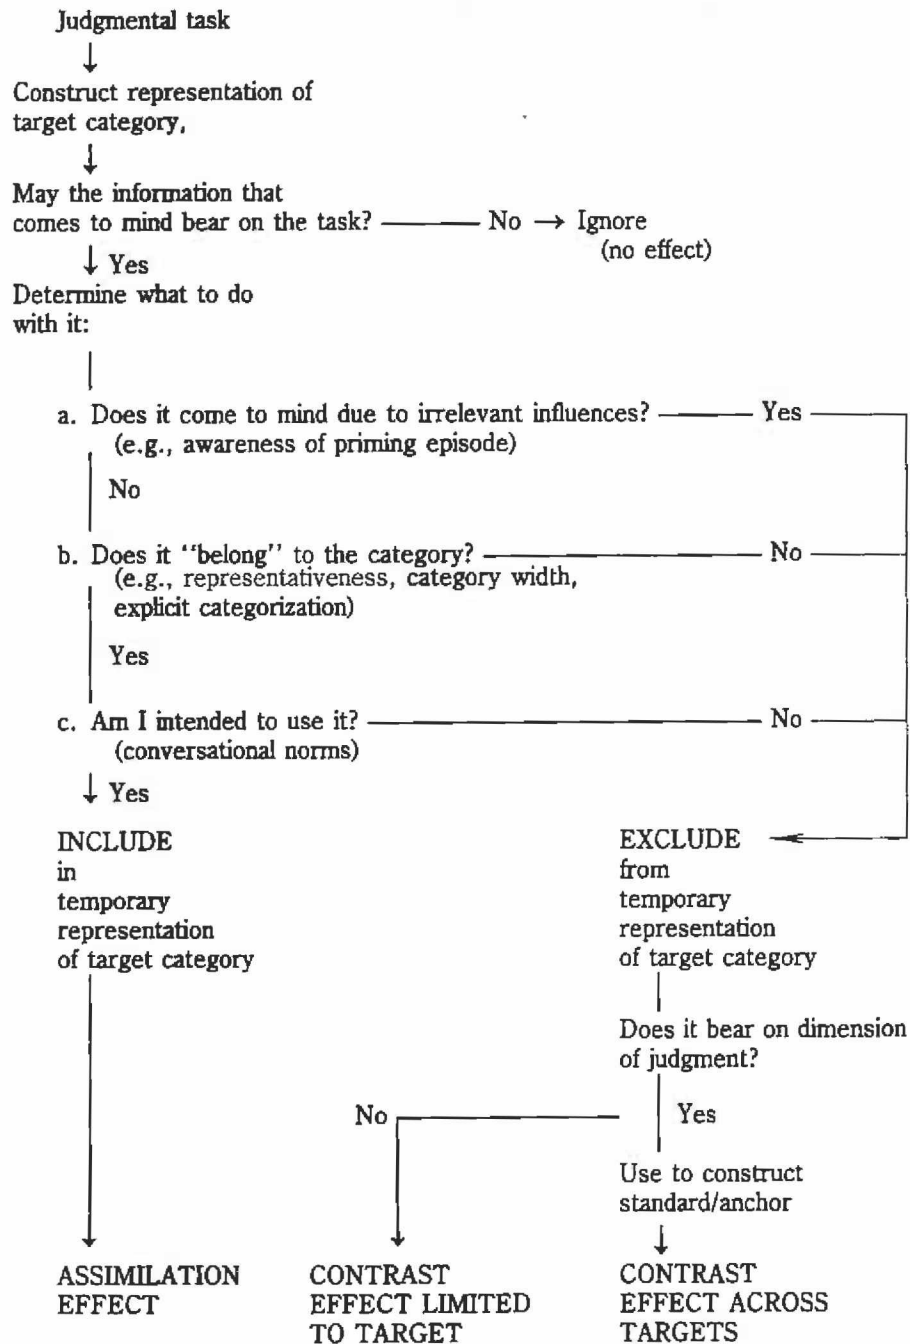 Judgmental task
Construct representation of
target category,
May the information that
comes to mind bear on the task? No → Ignore
(no effect)
Yes
Determine what to do
with it:
a. Does it come to mind due to irrelevant influences? Yes
(e.g., awareness of priming episode)
No
b. Does it "belong" to the category? No
(e.g., representativeness, category width,
explicit categorization)
Yes
c. Am I intended to use it? No
(conversational norms)
Yes
INCLUDE
in
temporary
representation
of target category
EXCLUDE
from
temporary
representation
of target category
Does it bear on dimension
of judgment?
No Yes
Use to construct
standard/anchor
ASSIMILATION
EFFECT
CONTRAST
EFFECT LIMITED
TO TARGET
CONTRAST
EFFECT ACROSS
TARGETS